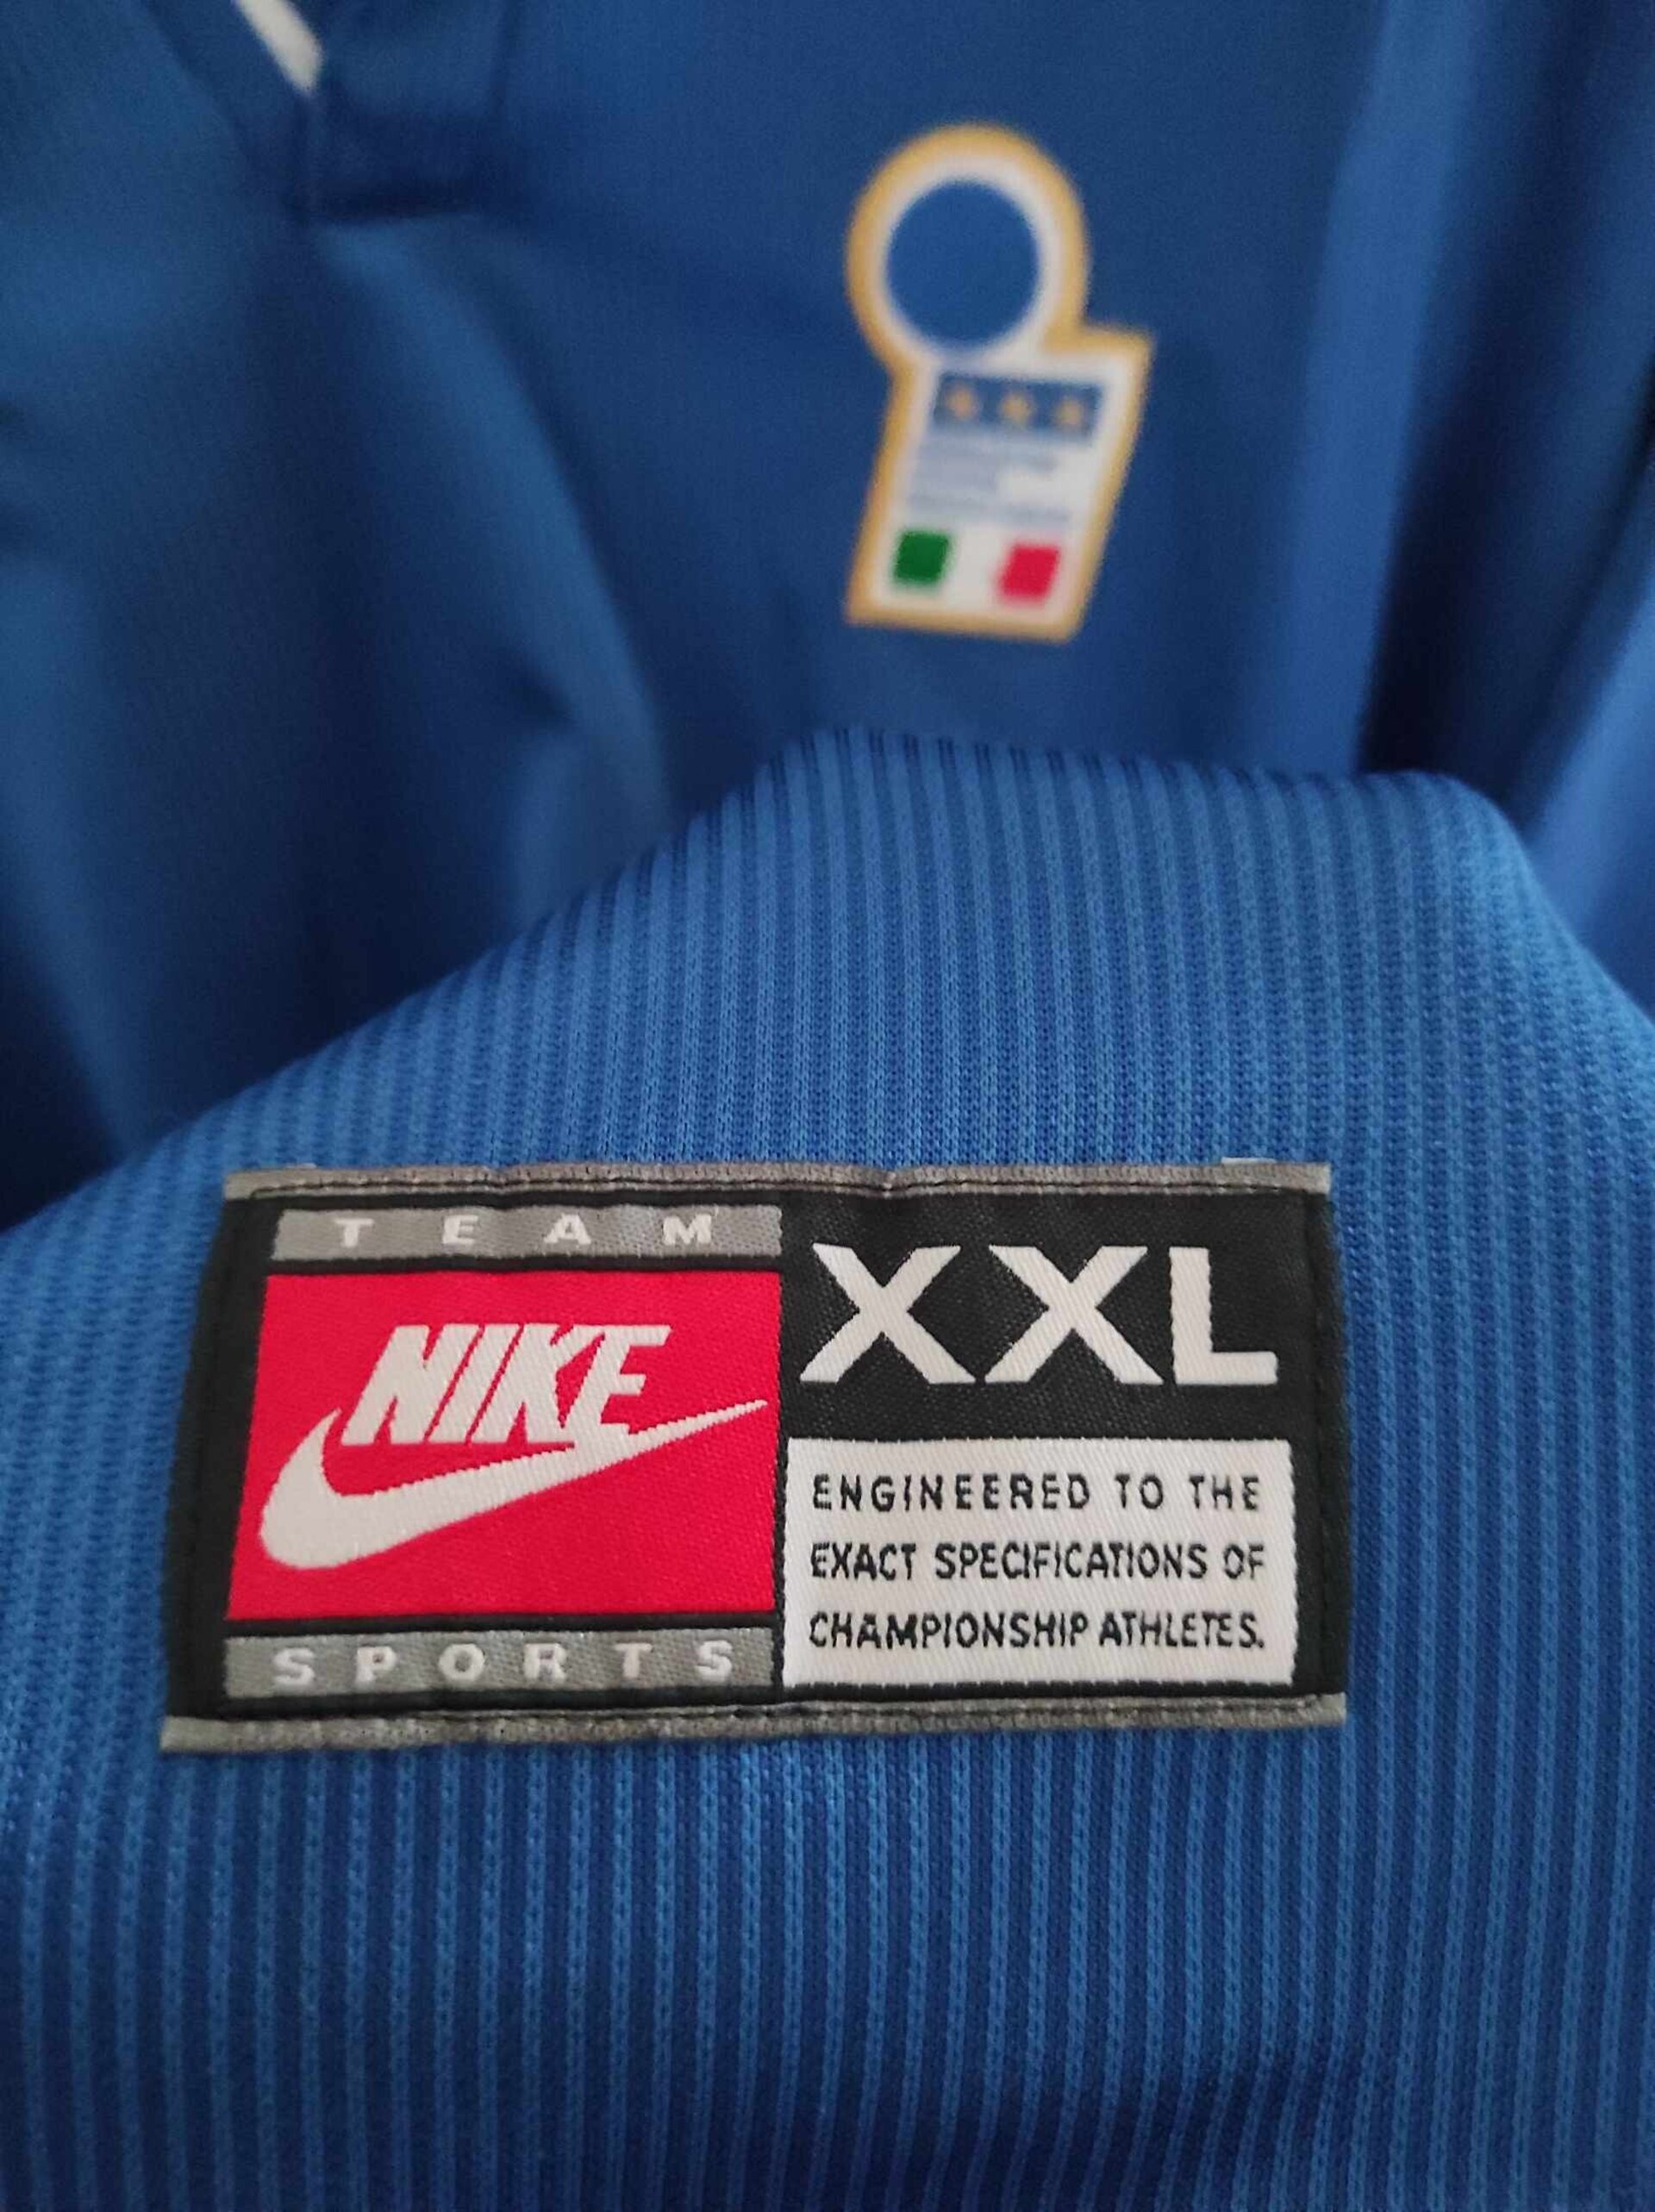 TEAM
NIKE
SPORTS
XXL
ENGINEERED TO THE
EXACT SPECIFICATIONS OF
CHAMPIONSHIP ATHLETES.